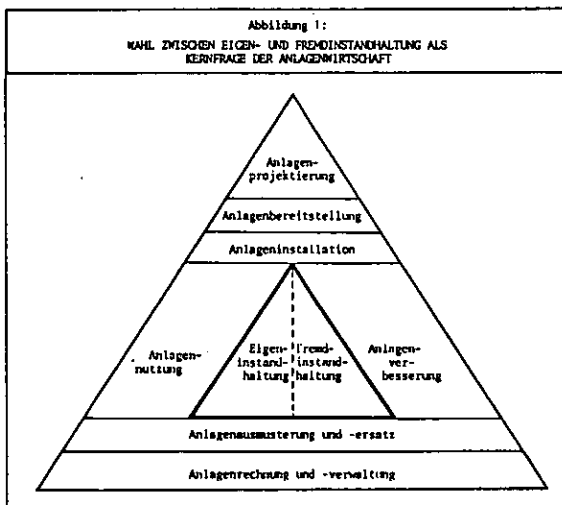 Abbildung 1:
WAHL ZWISCHEN EIGEN- UND FREMDINSTANDHALTUNG ALS
KERNFRAGE DER ANLAGENWIRTSCHAFT
Anlagen-
projektierung
Anlagenbereitstellung
Anlageninstallation
Anlagen-
nutzung
Eigen-
instand-
haltung
Fremd-
instand-
haltung
Anlagen-
ver-
besserung
Anlagenausmusterung und -ersatz
Anlagenrechnung und -verwaltung